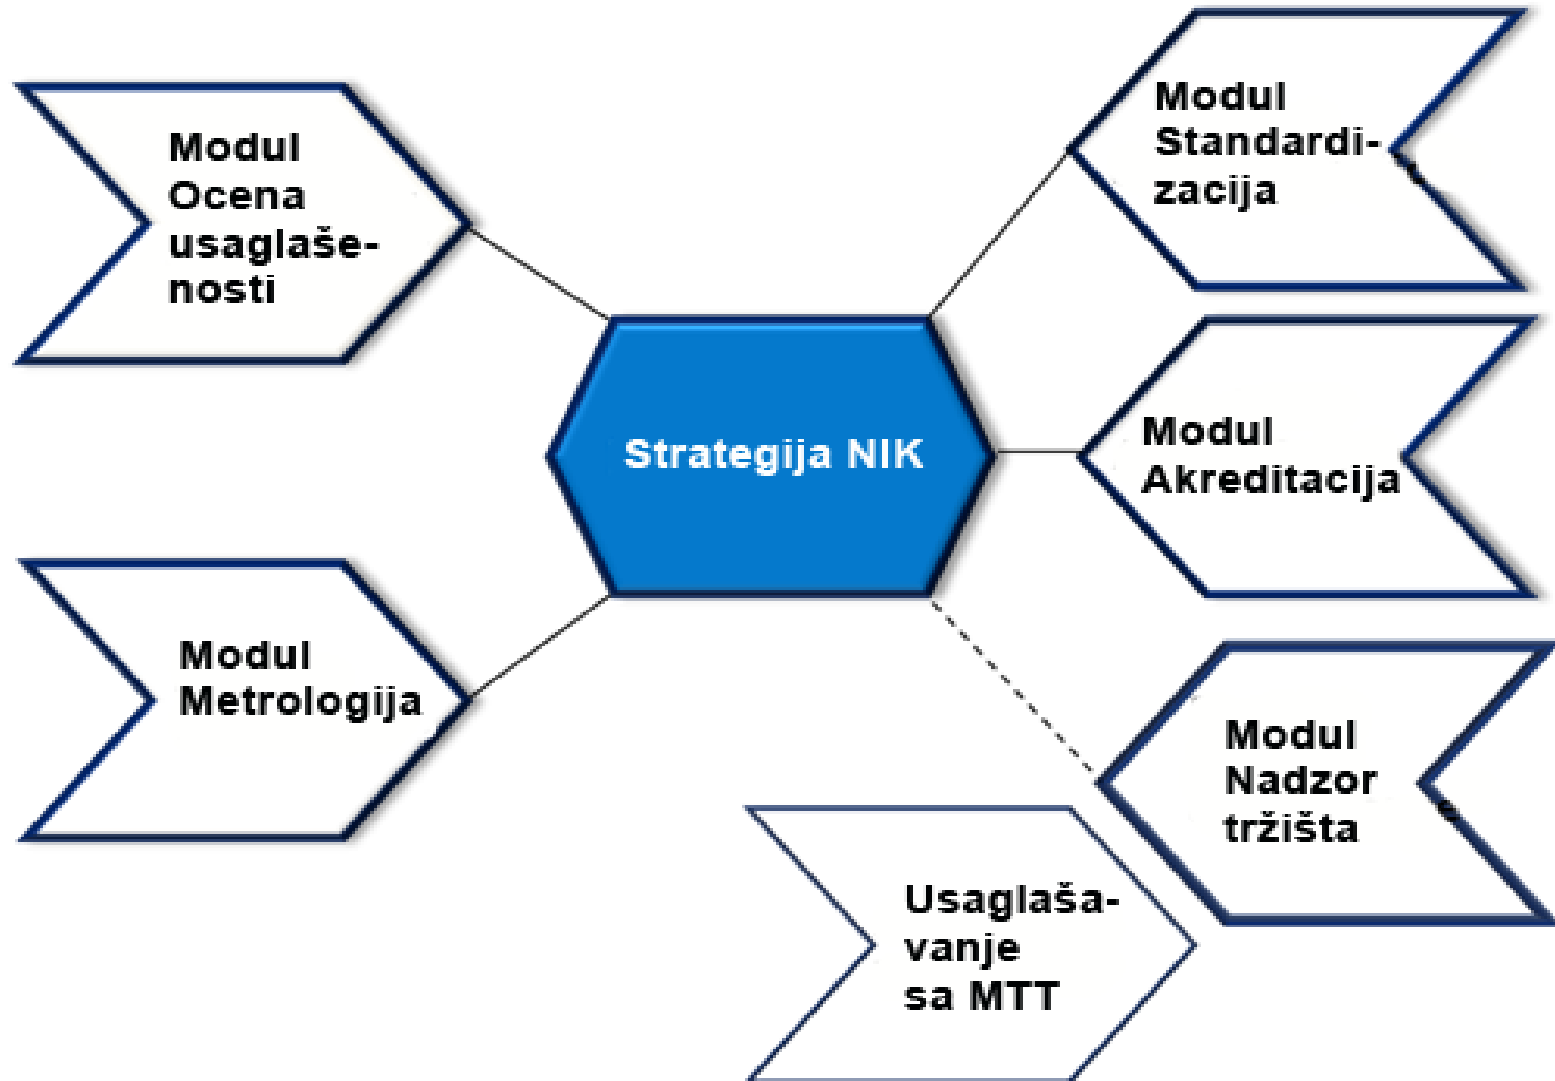 Modul
Ocena
usaglaše-
nosti
Modul
Standardi-
zacija
Strategija NIK
Modul
Akreditacija
Modul
Metrologija
Modul
Nadzor
tržišta
Usaglaša-
vanje
sa MTT